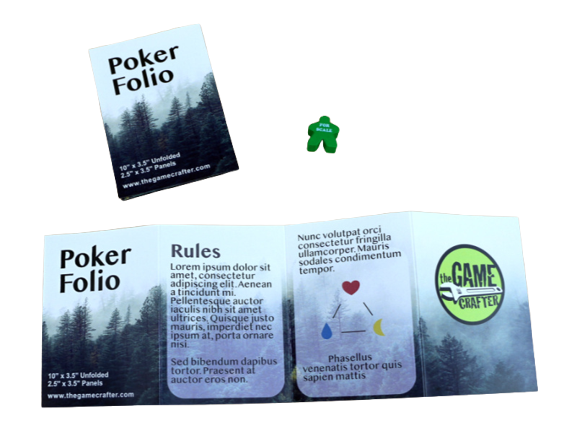 Poker
Folio
10" x 3.5" Unfolded
2.5" x 3.5" Panels
www.thegamecrafter.com
FOR
SCALE
Poker
Folio
10" x 3.5" Unfolded
2.5" x 3.5" Panels
www.thegamecrafter.com
Rules
Lorem ipsum dolor sit
amet, consectetur
adipiscing elit. Aenean
a tincidunt mi.
Pellentesque auctor
iaculis nibh sit amet
ultrices. Quisque justo
mauris, imperdiet nec
ipsum at, porta ornare
nisi.
Sed bibendum dapibus
tortor. Praesent at
auctor eros non.
Nunc volutpat orci
consectetur fringilla
ullamcorper. Mauris
sodales condimentum
tempor.
Phasellus
venenatis tortor quis
sapien mattis
the GAME
CRAFTER